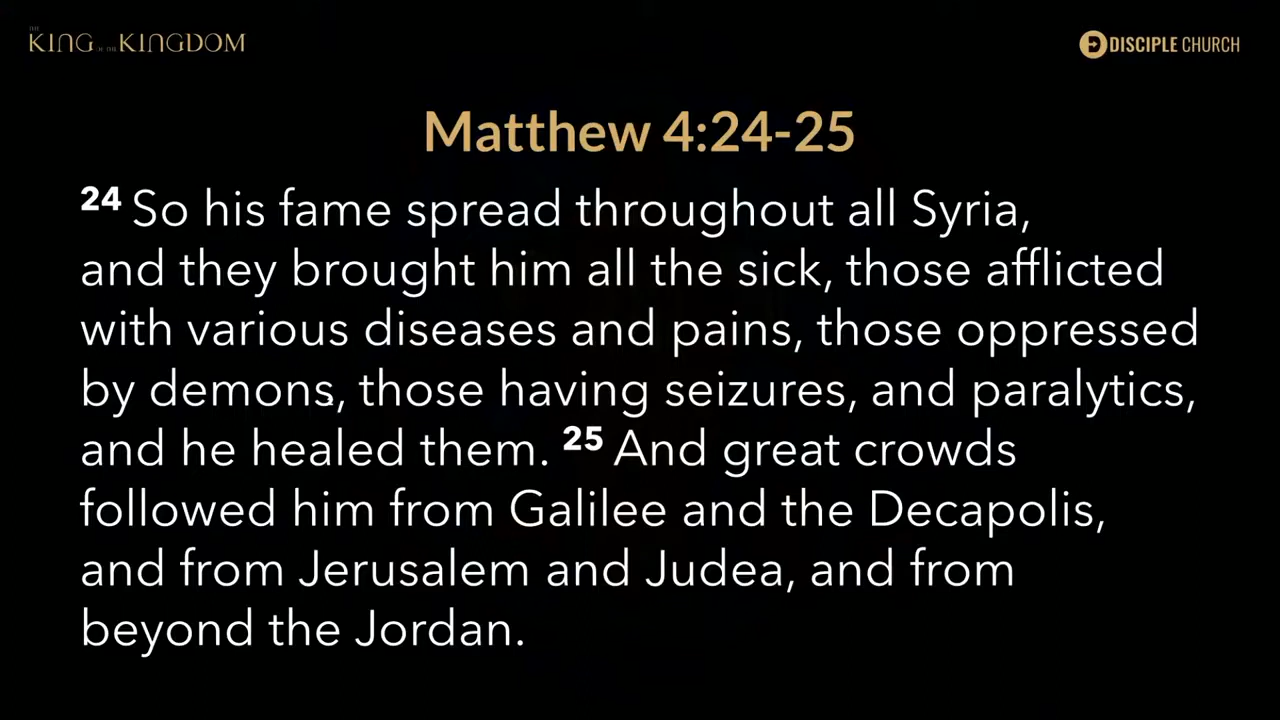 THE
KING OF THE KINGDOM
DISCIPLE CHURCH
Matthew 4:24-25
24 So his fame spread throughout all Syria,
and they brought him all the sick, those afflicted
with various diseases and pains, those oppressed
by demons, those having seizures, and paralytics,
and he healed them. 25 And great crowds
followed him from Galilee and the Decapolis,
and from Jerusalem and Judea, and from
beyond the Jordan.